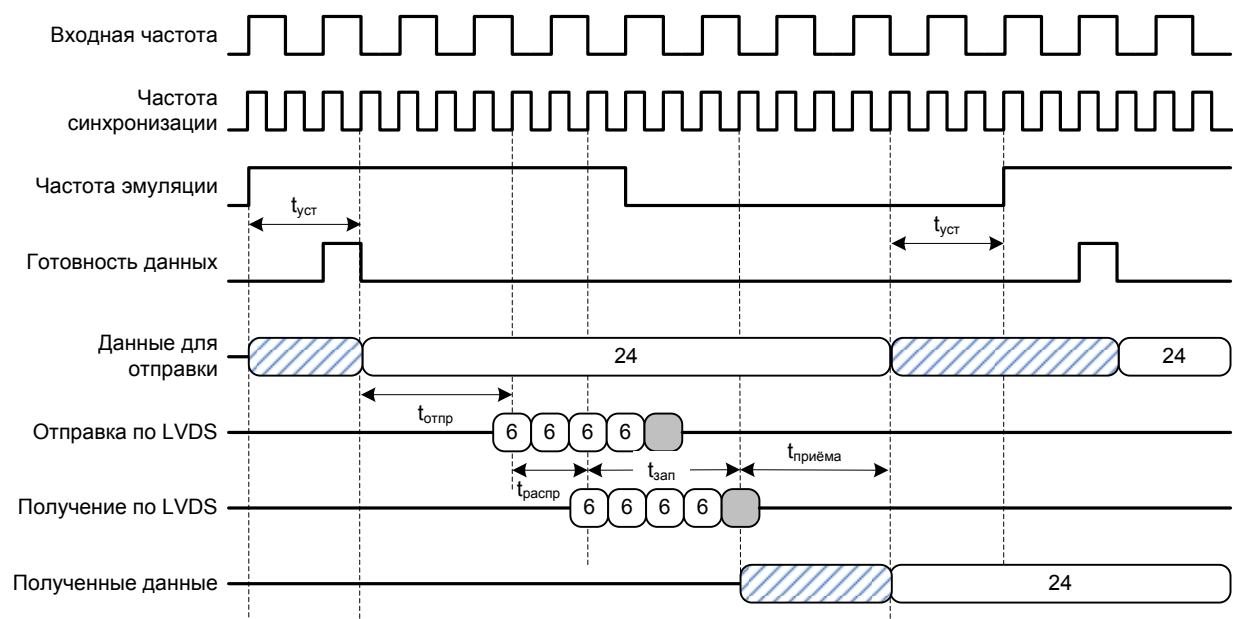 Входная частота
Частота
синхронизации
Частота эмуляции
tуст
tуст
Готовность данных
Данные для
отправки
24
24
tотпр
Отправка по LVDS
6 6 6 6
tприёма
tзап
tраспр
Получение по LVDS
6 6 6 6
Полученные данные
24